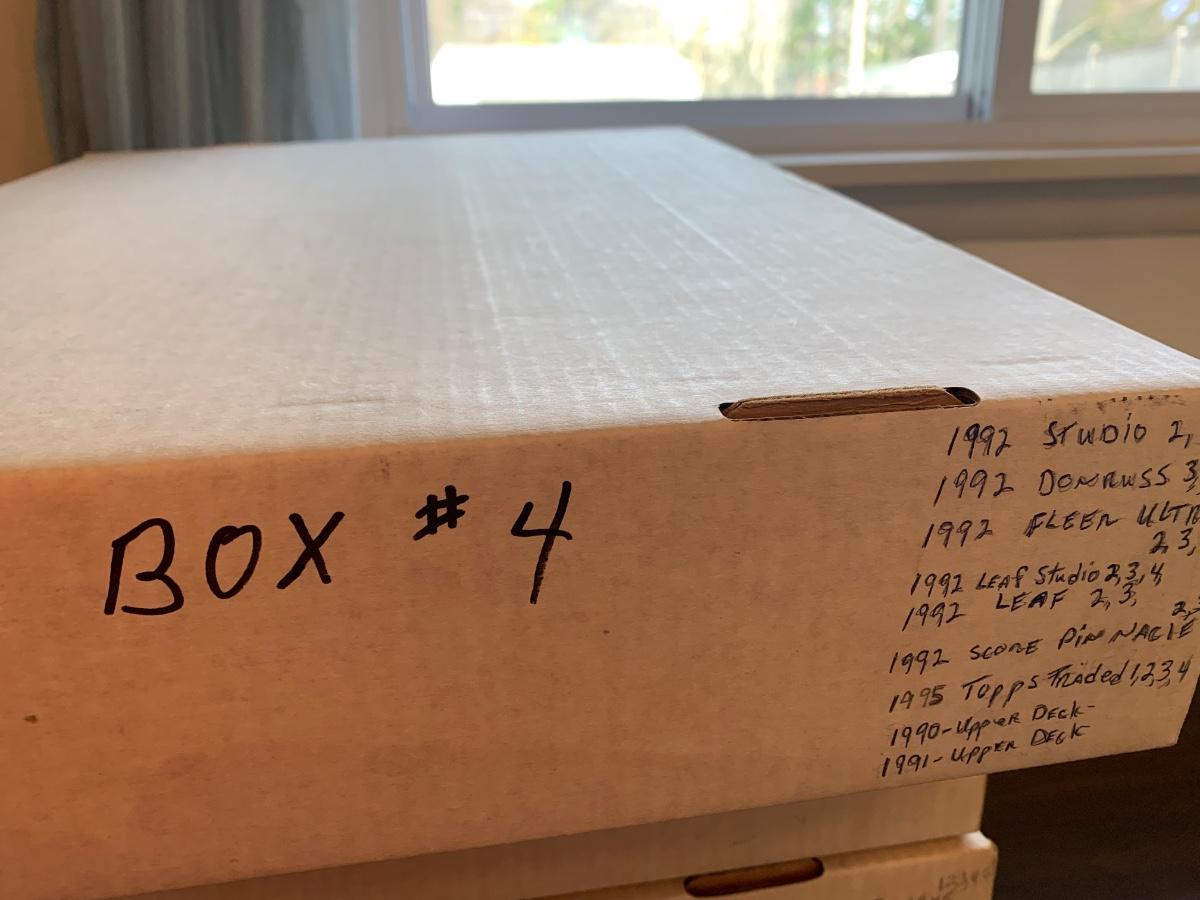 BOX # 4
1992 STUDIO 2,
1992 DONRUSS 3,
1992 FLEER ULTR
2, 3,
1992 LEAF Studio 2, 3, 4,
1992 LEAF 2, 3,
2,3
1992 SCORE PINNACLE
1995 Topps Traded 1,2,3,4
1990-Upper Deck-
1991-Upper Deck